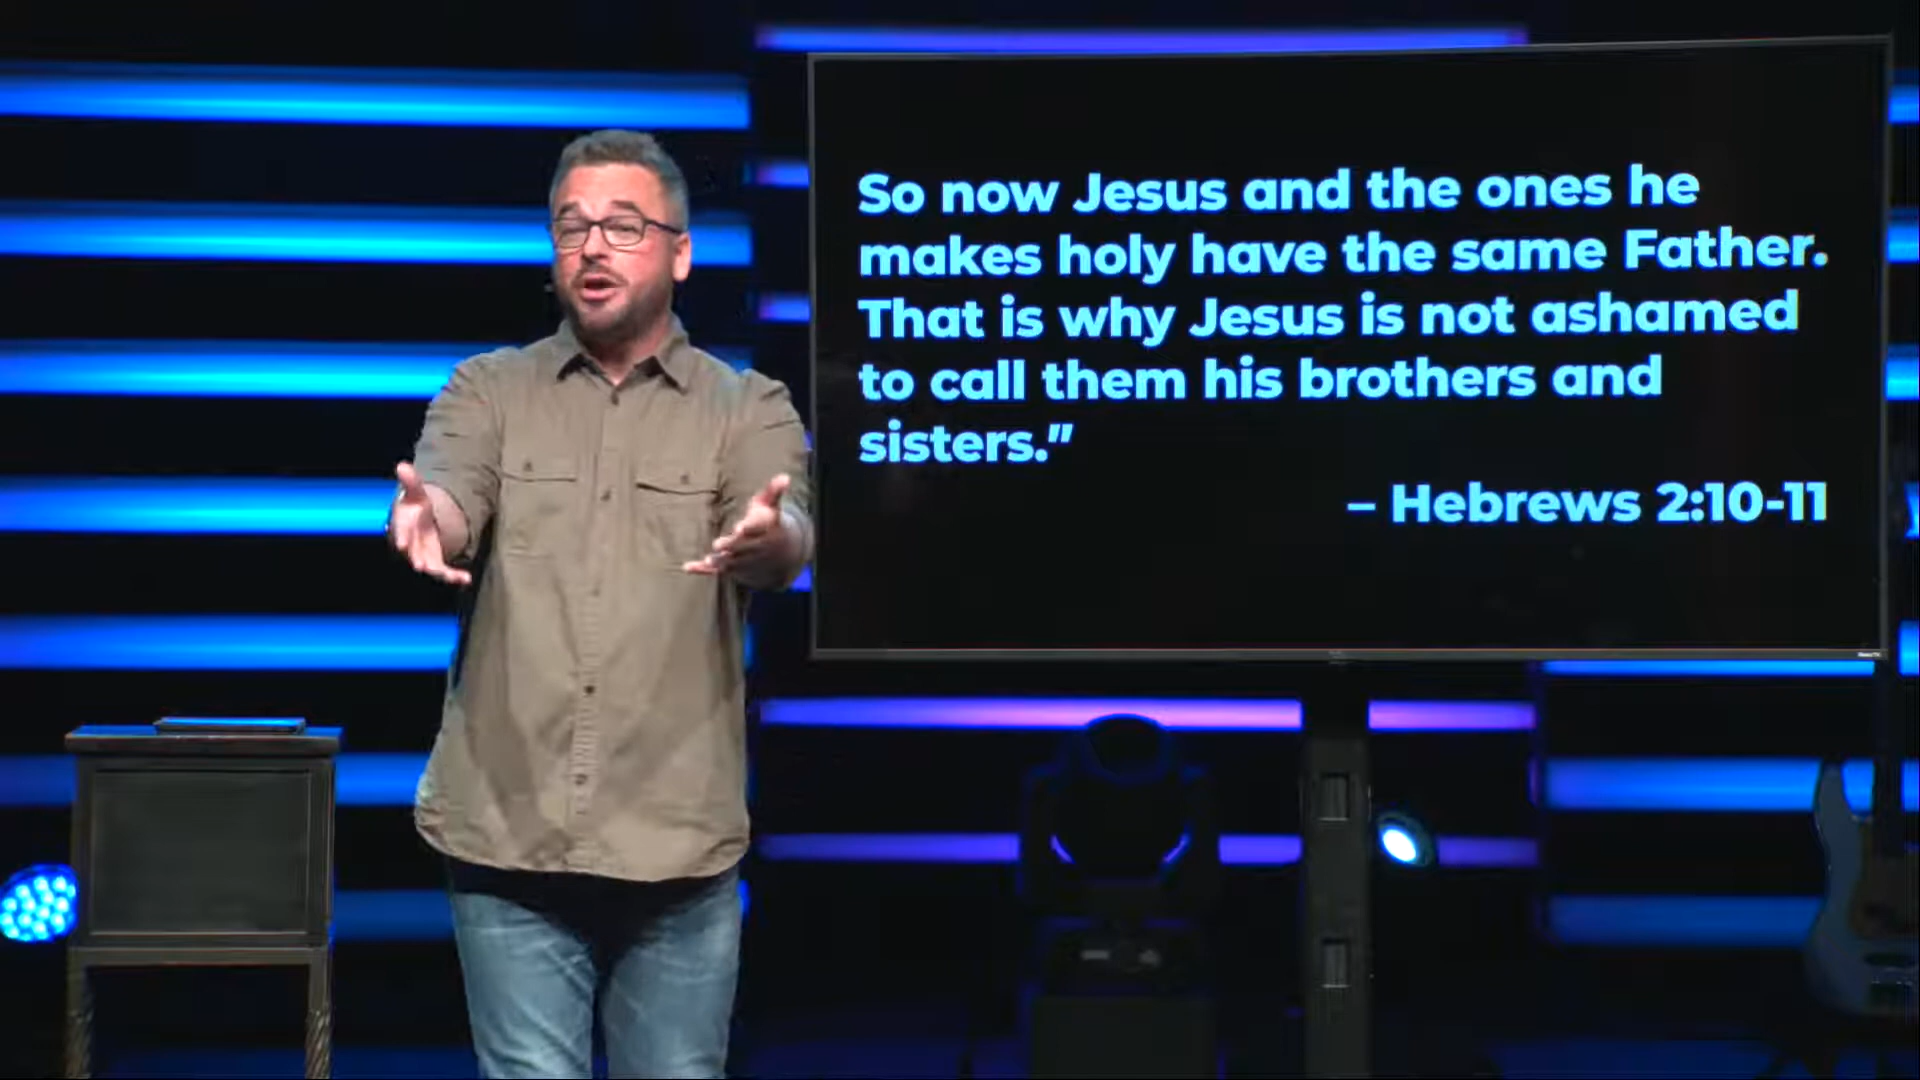 So now Jesus and the ones he
makes holy have the same Father.
That is why Jesus is not ashamed
to call them his brothers and
sisters.”
– Hebrews 2:10-11